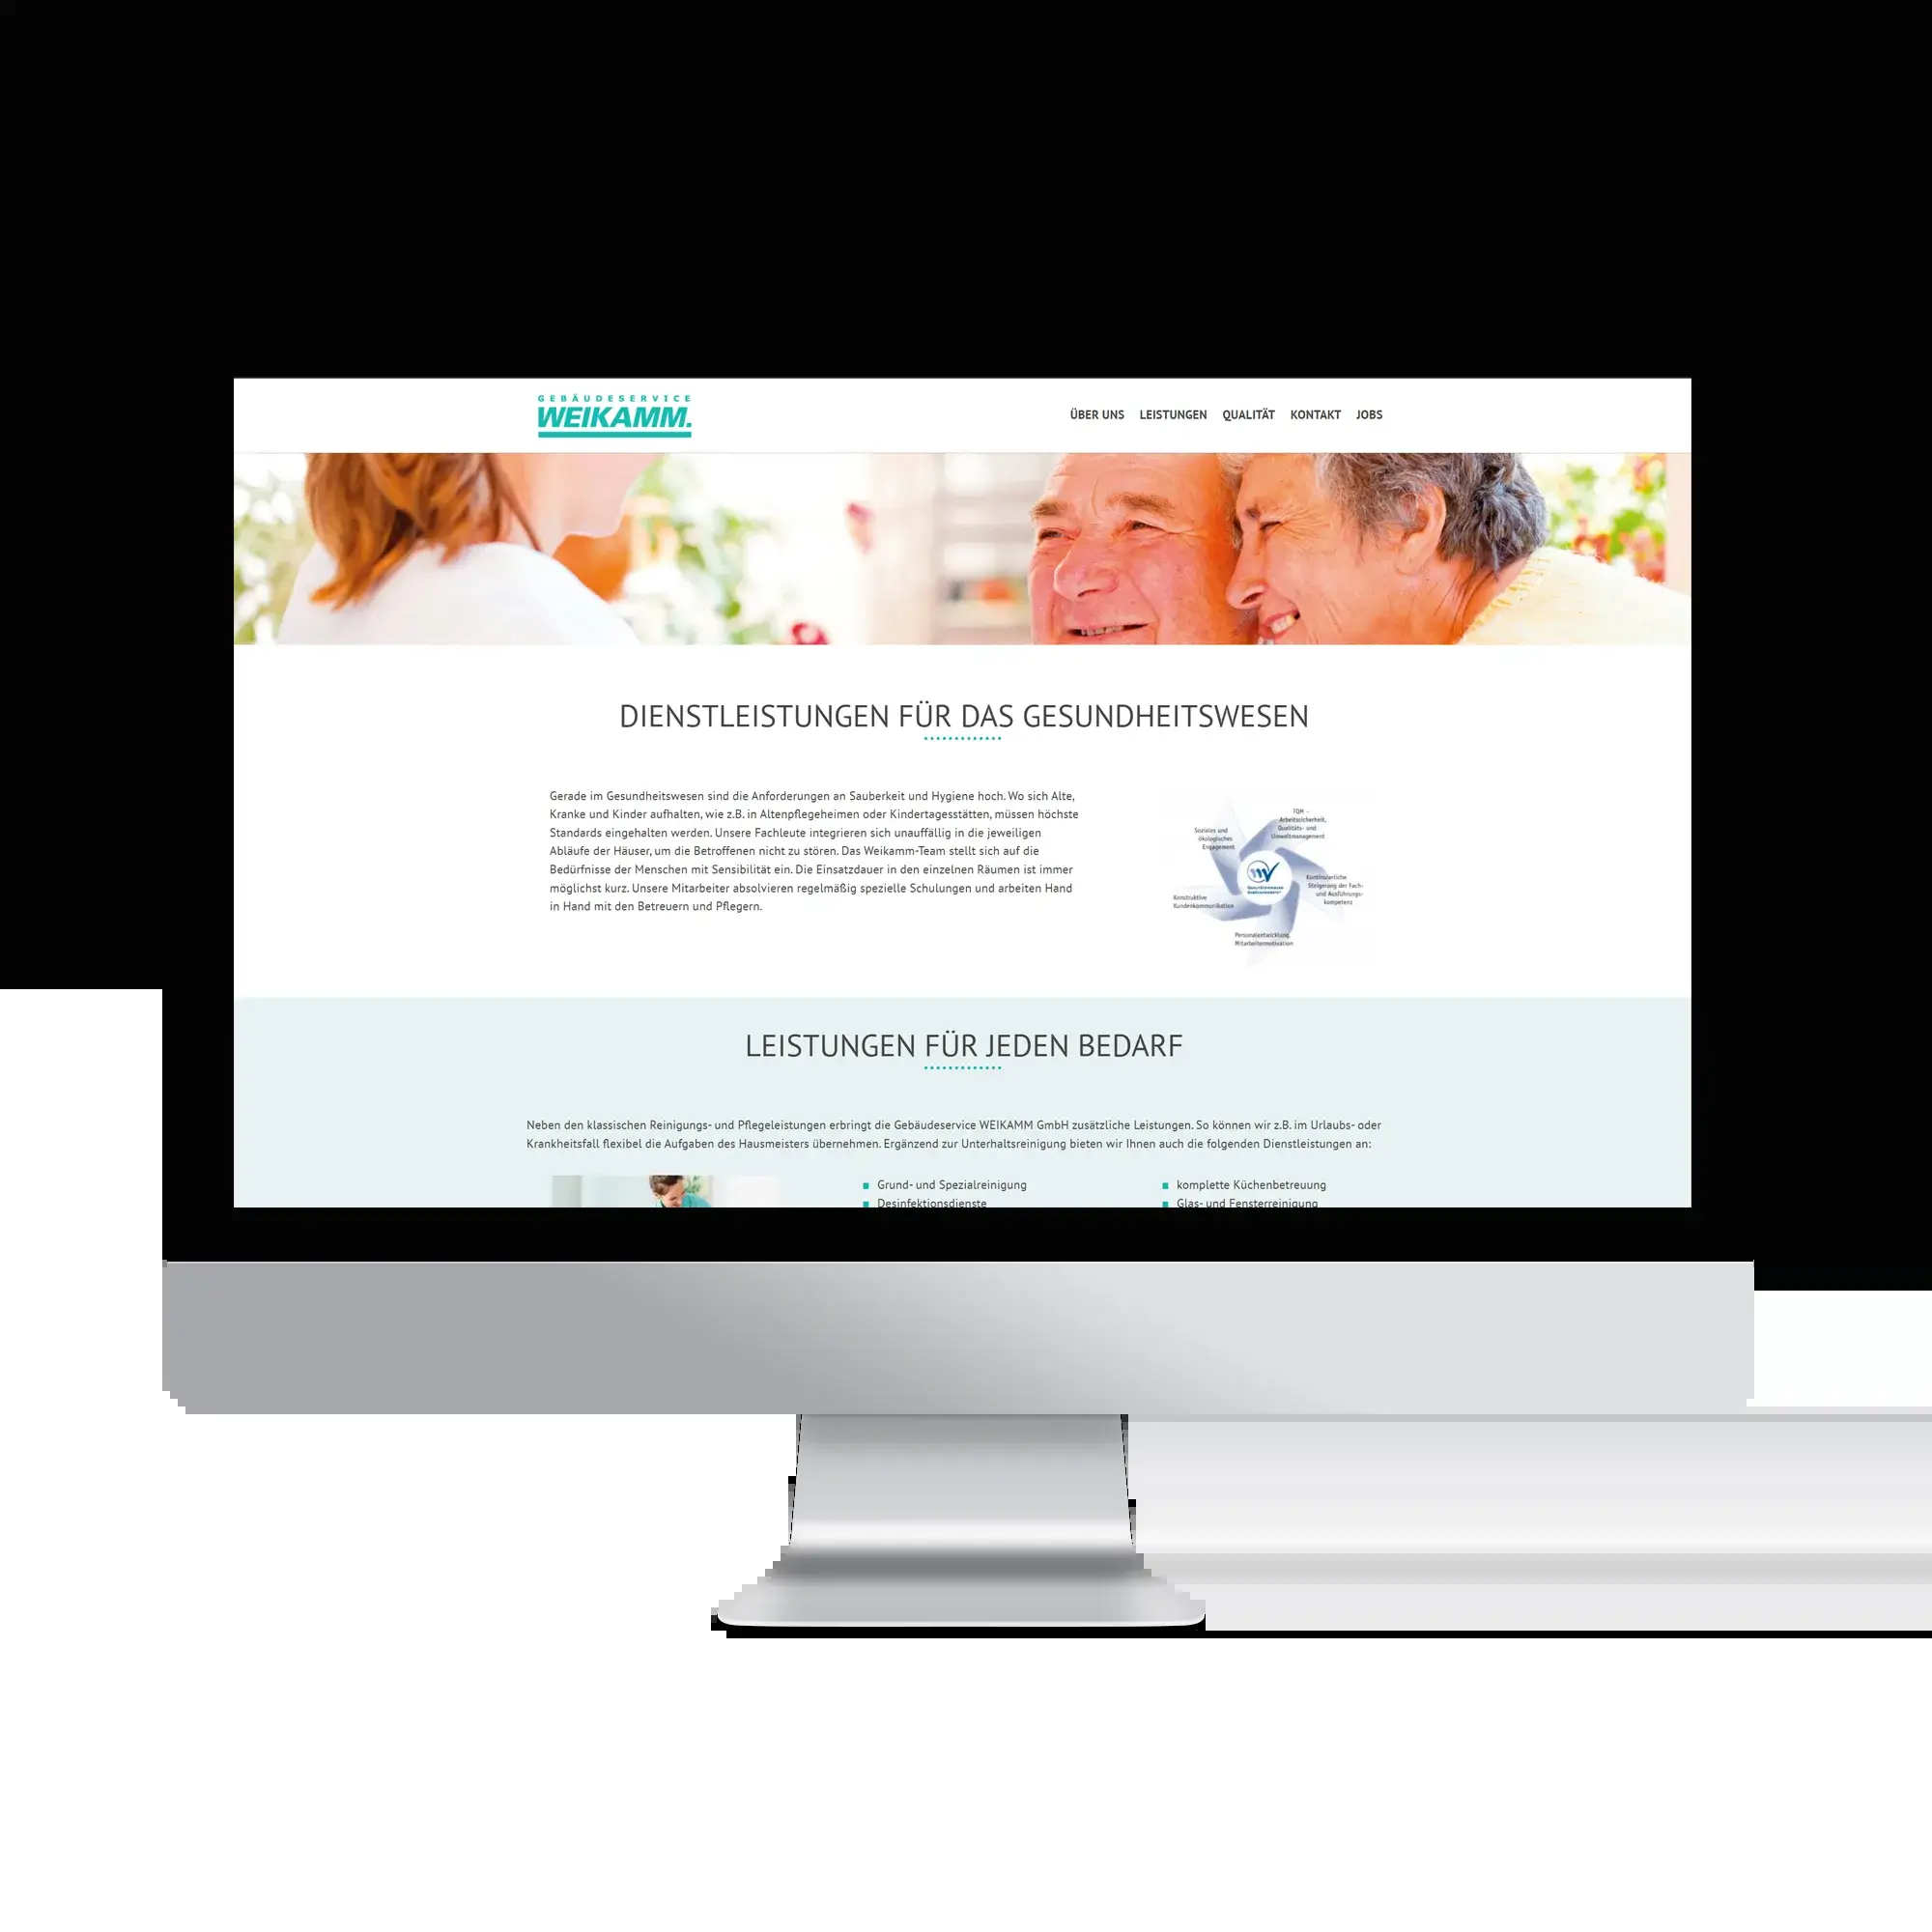 GEBÄUDESERVICE
WEIKAMM.
ÜBER UNS LEISTUNGEN QUALITÄT KONTAKT JOBS
DIENSTLEISTUNGEN FÜR DAS GESUNDHEITSWESEN
Gerade im Gesundheitswesen sind die Anforderungen an Sauberkeit und Hygiene hoch. Wo sich Alte,
Kranke und Kinder aufhalten, wie z.B. in Altenpflegeheimen oder Kindertagesstätten, müssen höchste
Standards eingehalten werden. Unsere Fachleute integrieren sich unauffällig in die jeweiligen
Abläufe der Häuser, um die Betroffenen nicht zu stören. Das Weikamm-Team stellt sich auf die
Bedürfnisse der Menschen mit Sensibilität ein. Die Einsatzdauer in den einzelnen Räumen ist immer
möglichst kurz. Unsere Mitarbeiter absolvieren regelmäßig spezielle Schulungen und arbeiten Hand
in Hand mit den Betreuern und Pflegern.
TQM –
Arbeitssicherheit,
Qualitäts- und
Umweltmanagement
Soziales und
ökologisches
Engagement
Kontinuierliche
Steigerung der Fach-
und Ausführungs-
kompetenz
Konstruktive
Kundenkommunikation
Personalentwicklung,
Mitarbeitermotivation
LEISTUNGEN FÜR JEDEN BEDARF
Neben den klassischen Reinigungs- und Pflegeleistungen erbringt die Gebäudeservice WEIKAMM GmbH zusätzliche Leistungen. So können wir z.B. im Urlaubs- oder
Krankheitsfall flexibel die Aufgaben des Hausmeisters übernehmen. Ergänzend zur Unterhaltsreinigung bieten wir Ihnen auch die folgenden Dienstleistungen an:
Grund- und Spezialreinigung
Desinfektionsdienste
komplette Küchenbetreuung
Glas- und Fensterreinigung